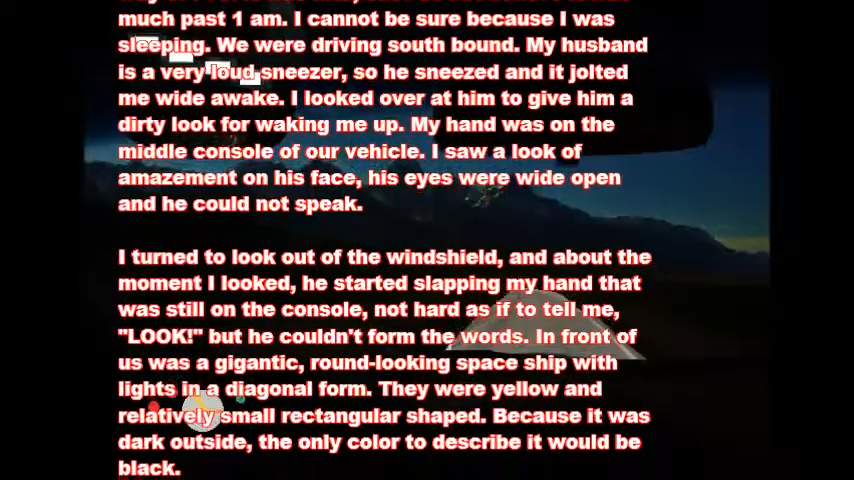 much past 1 am. I cannot be sure because I was
sleeping. We were driving south bound. My husband
is a very loud sneezer, so he sneezed and it jolted
me wide awake. I looked over at him to give him a
dirty look for waking me up. My hand was on the
middle console of our vehicle. I saw a look of
amazement on his face, his eyes were wide open
and he could not speak.
I turned to look out of the windshield, and about the
moment I looked, he started slapping my hand that
was still on the console, not hard as if to tell me,
"LOOK!" but he couldn't form the words. In front of
us was a gigantic, round-looking space ship with
lights in a diagonal form. They were yellow and
relatively small rectangular shaped. Because it was
dark outside, the only color to describe it would be
black.